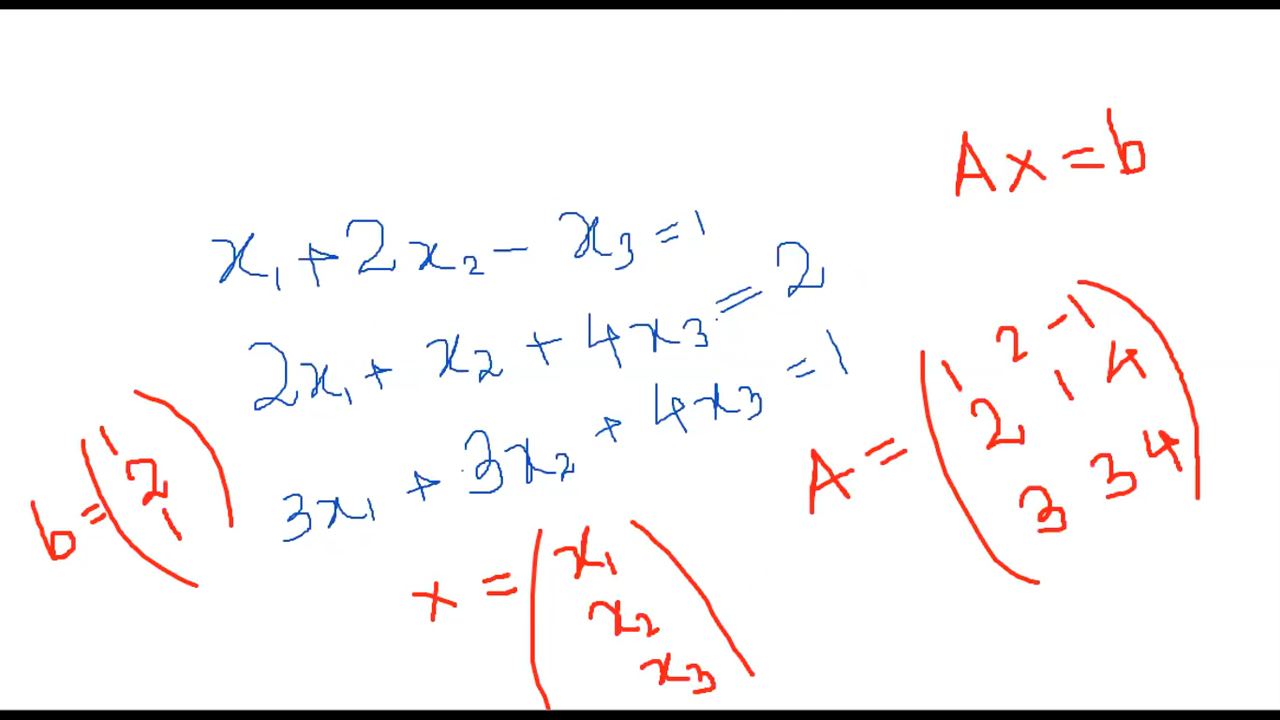 Ax = b
x₁ + 2x₂ - x₃ = 1
2x₁ + x₂ + 4x₃ = 2
3x₁ + 3x₂ + 4x₃ = 1
A = (1 2 -1
2 1 4
3 3 4)
b = (1
2
1)
x = (x₁
x₂
x₃)